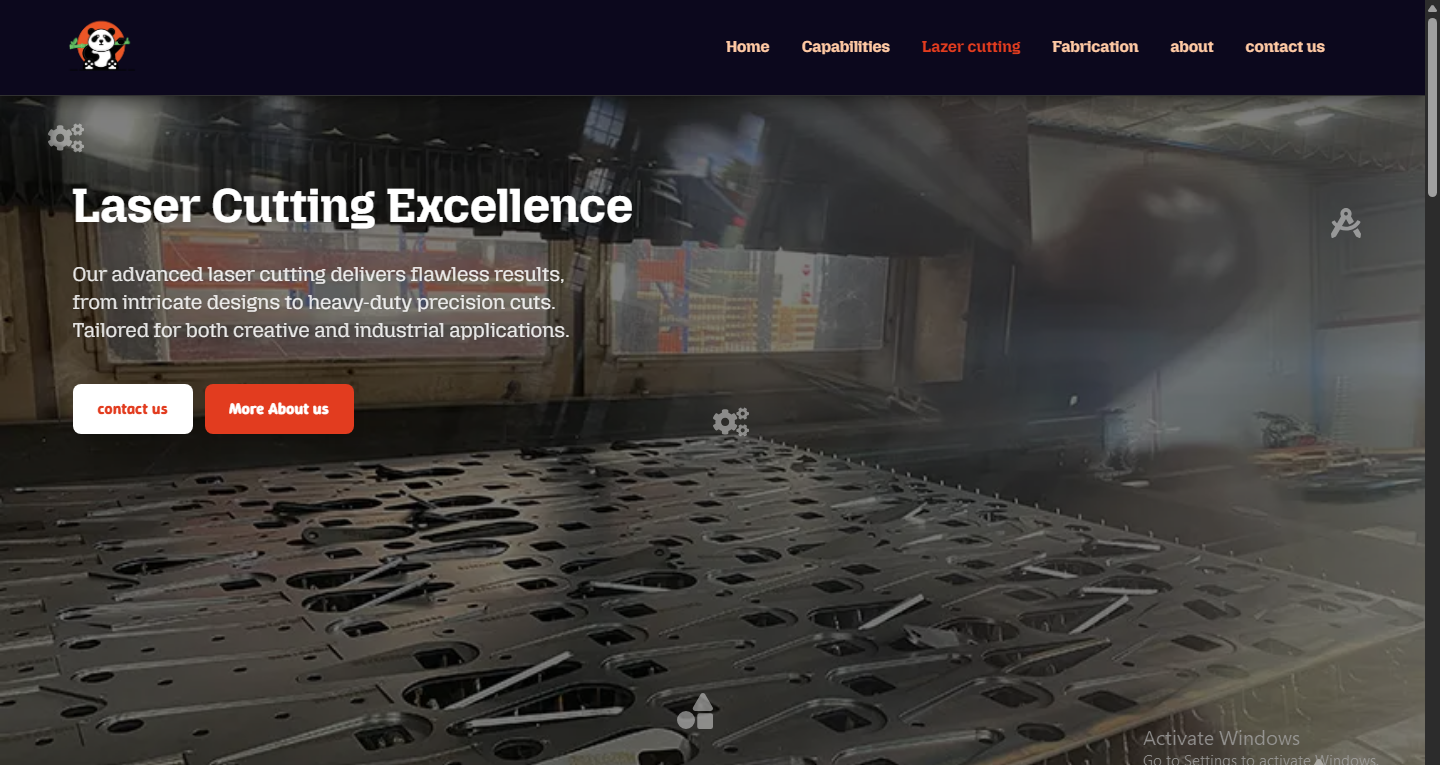 Home
Capabilities
Lazer cutting
Fabrication
about
contact us
Laser Cutting Excellence
Our advanced laser cutting delivers flawless results,
from intricate designs to heavy-duty precision cuts.
Tailored for both creative and industrial applications.
contact us
More About us
Activate Windows
Go to Settings to activate Windows.